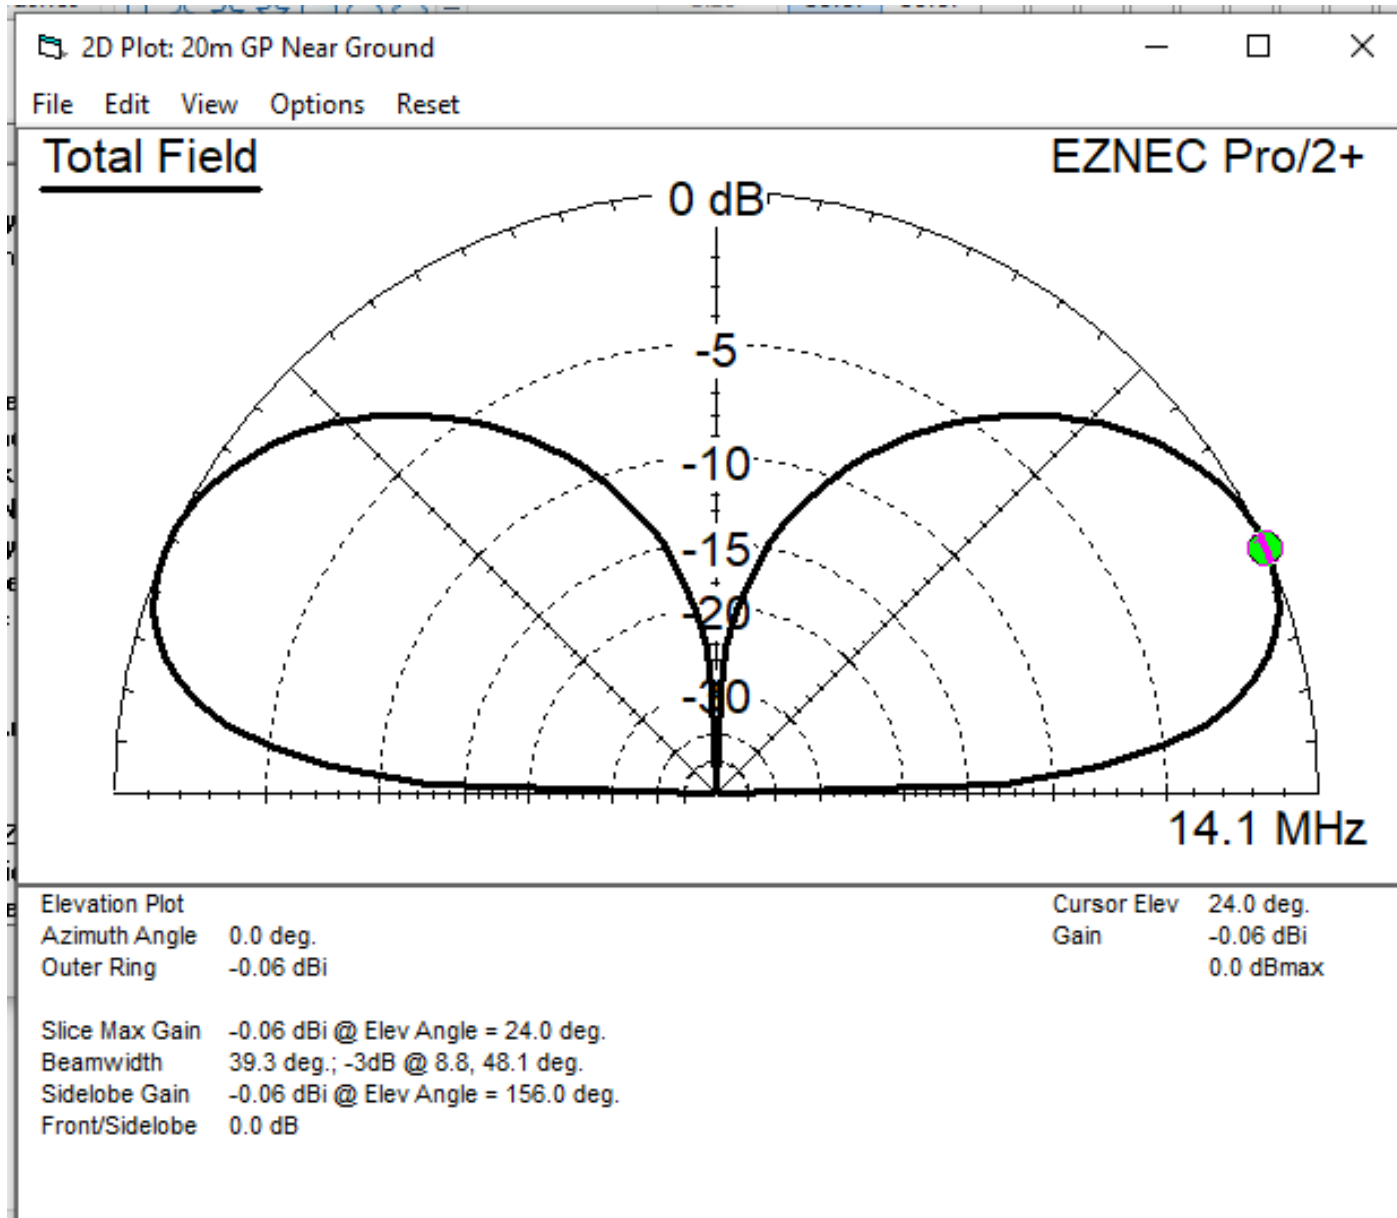 2D Plot: 20m GP Near Ground
File Edit View Options Reset
Total Field
EZNEC Pro/2+
0 dB
-5
-10
-15
-20
-30
14.1 MHz
Elevation Plot
Azimuth Angle 0.0 deg.
Outer Ring -0.06 dBi
Cursor Elev 24.0 deg.
Gain -0.06 dBi
0.0 dBmax
Slice Max Gain -0.06 dBi @ Elev Angle = 24.0 deg.
Beamwidth 39.3 deg.; -3dB @ 8.8, 48.1 deg.
Sidelobe Gain -0.06 dBi @ Elev Angle = 156.0 deg.
Front/Sidelobe 0.0 dB